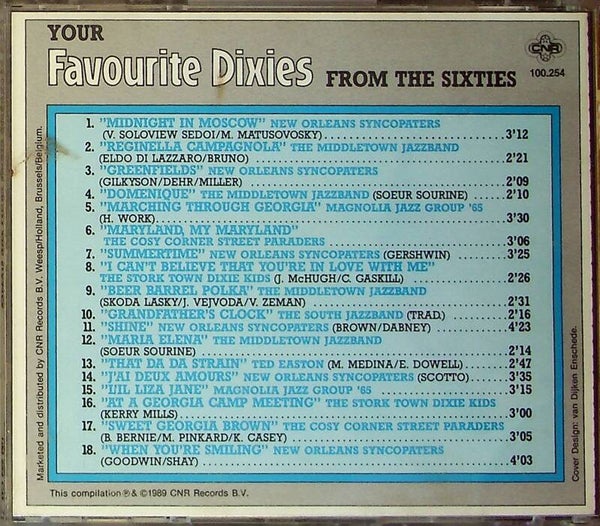 YOUR
Favourite Dixies FROM THE SIXTIES
CNR
100.254
1. "MIDNIGHT IN MOSCOW" NEW ORLEANS SYNCOPATERS
(V. SOLOVIEW SEDOI/M. MATUSOVOSKY) 3'12
2. "REGINELLA CAMPAGNOLA" THE MIDDLETOWN JAZZBAND
(ELDO DI LAZZARO/BRUNO) 2'21
3. "GREENFIELDS" NEW ORLEANS SYNCOPATERS
(GILKYSON/DEHR/MILLER) 2'09
4. "DOMENIQUE" THE MIDDLETOWN JAZZBAND (SOEUR SOURINE) 2'10
5. "MARCHING THROUGH GEORGIA" MAGNOLIA JAZZ GROUP '65
(H. WORK) 3'30
6. "MARYLAND, MY MARYLAND"
THE COSY CORNER STREET PARADERS 3'06
7. "SUMMERTIME" NEW ORLEANS SYNCOPATERS (GERSHWIN) 3'25
8. "I CAN'T BELIEVE THAT YOU'RE IN LOVE WITH ME"
THE STORK TOWN DIXIE KIDS (J. McHUGH/C. GASKILL) 2'26
9. "BEER BARREL POLKA" THE MIDDLETOWN JAZZBAND
(SKODA LASKY/J. VEJVODA/V. ZEMAN) 2'31
10. "GRANDFATHER'S CLOCK" THE SOUTH JAZZBAND (TRAD.) 2'16
11. "SHINE" NEW ORLEANS SYNCOPATERS (BROWN/DABNEY) 4'23
12. "MARIA ELENA" THE MIDDLETOWN JAZZBAND
(SOEUR SOURINE) 2'14
13. "THAT DA DA STRAIN" TED EASTON (M. MEDINA/E. DOWELL) 2'47
14. "J'AI DEUX AMOURS" NEW ORLEANS SYNCOPATERS (SCOTTO) 3'35
15. "LIL LIZA JANE" MAGNOLIA JAZZ GROUP '65 3'15
16. "AT A GEORGIA CAMP MEETING" THE STORK TOWN DIXIE KIDS
(KERRY MILLS) 3'00
17. "SWEET GEORGIA BROWN" THE COSY CORNER STREET PARADERS
(B. BERNIE/M. PINKARD/K. CASEY) 3'05
18. "WHEN YOU'RE SMILING" NEW ORLEANS SYNCOPATERS
(GOODWIN/SHAY) 4'03
Marketed and distributed by CNR Records B.V. Weesp/Holland, Brussels/Belgium.
Cover Design: van Dijken Enschede.
This compilation ℗ & ©1989 CNR Records B.V.